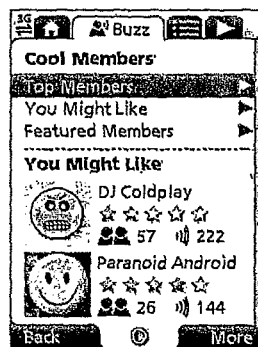 3G
Buzz
Cool Members
Top Members
You Might Like
Featured Members
You Might Like
DJ Coldplay
57 222
Paranoid Android
26 144
Back © More